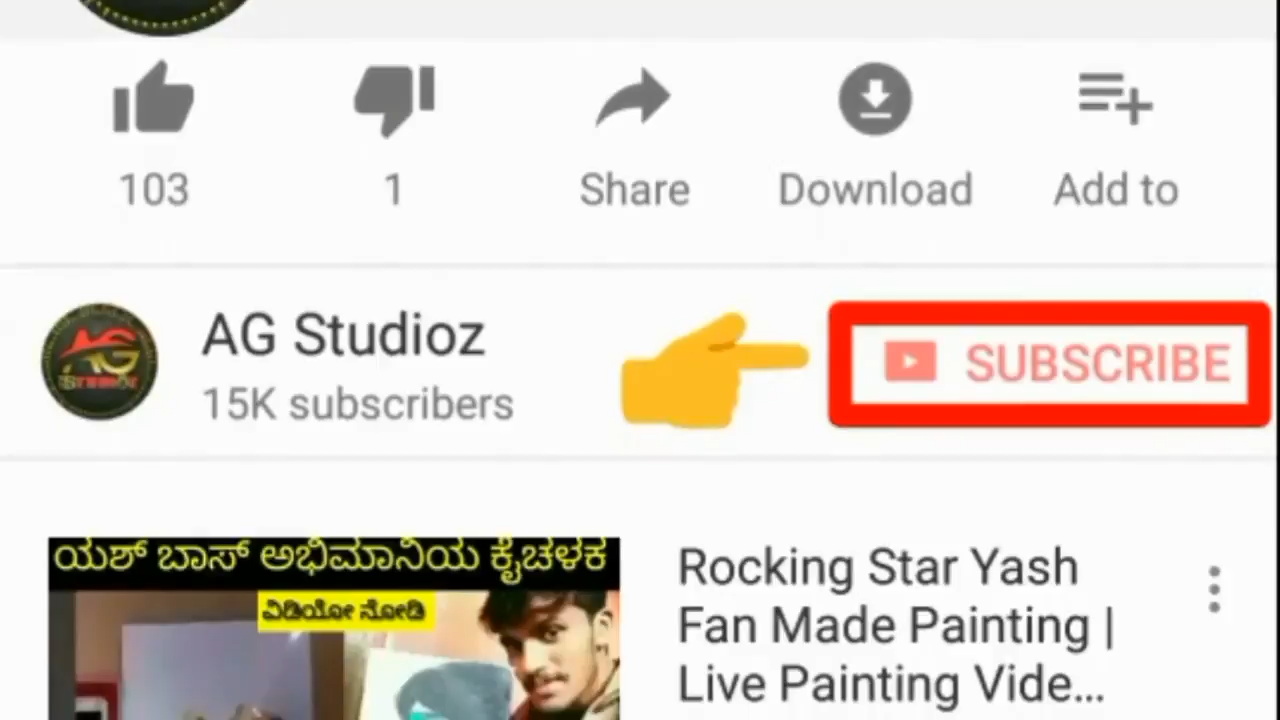 103
1
Share
Download
Add to
AG Studioz
15K subscribers
SUBSCRIBE
ಯಶ್ ಬಾಸ್ ಅಭಿಮಾನಿಯ ಕೈಚಳಕ
ವಿಡಿಯೋ ನೋಡಿ
Rocking Star Yash
Fan Made Painting |
Live Painting Vide...